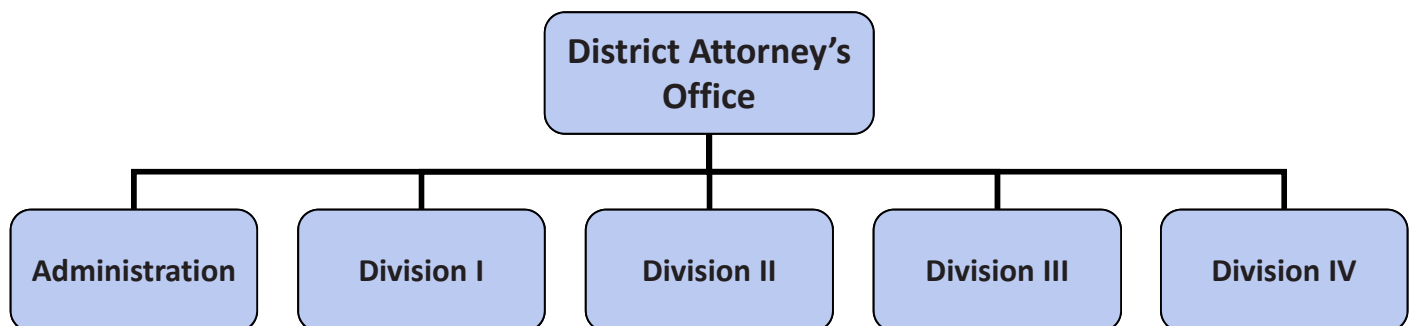 District Attorney’s
Office
Administration
Division I
Division II
Division III
Division IV